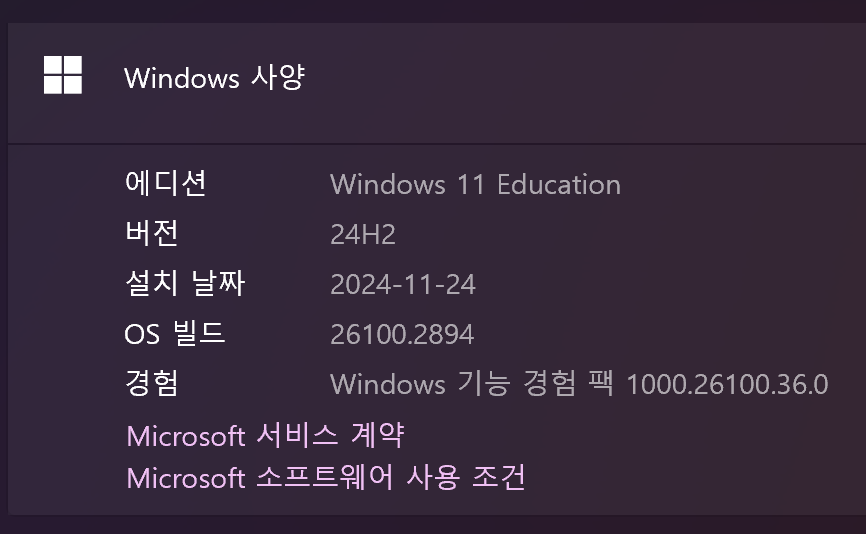 Windows 사양
에디션 Windows 11 Education
버전 24H2
설치 날짜 2024-11-24
OS 빌드 26100.2894
경험 Windows 기능 경험 팩 1000.26100.36.0
Microsoft 서비스 계약
Microsoft 소프트웨어 사용 조건